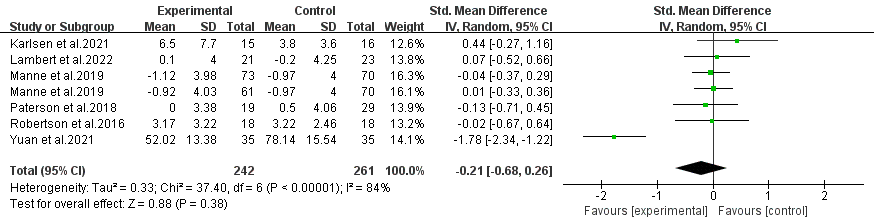 Experimental Control Std. Mean Difference Std. Mean Difference
Study or Subgroup Mean SD Total Mean SD Total Weight IV, Random, 95% CI IV, Random, 95% CI
Karlsen et al.2021 6.5 7.7 15 3.8 3.6 16 12.6% 0.44 [-0.27, 1.16]
Lambert et al.2022 0.1 4 21 -0.2 4.25 23 13.8% 0.07 [-0.52, 0.66]
Manne et al.2019 -1.12 3.98 73 -0.97 4 70 15.7% -0.04 [-0.37, 0.29]
Manne et al.2019 -0.92 4.03 61 -0.97 4 70 15.6% 0.01 [-0.33, 0.36]
Paterson et al.2018 0 3.38 19 0.5 4.06 29 13.9% -0.13 [-0.71, 0.45]
Robertson et al.2016 3.17 3.22 18 3.22 2.46 18 13.3% -0.02 [-0.67, 0.64]
Yuan et al.2021 52.02 13.38 35 78.14 15.54 35 14.1% -1.78 [-2.34, -1.22]
Total (95% CI) 242 261 100.0% -0.21 [-0.68, 0.26]
Heterogeneity: Tau² = 0.33; Chi² = 37.40, df = 6 (P < 0.00001); I² = 84%
Test for overall effect: Z = 0.88 (P = 0.38)
-2 -1 0 1 2
Favours [experimental] Favours [control]